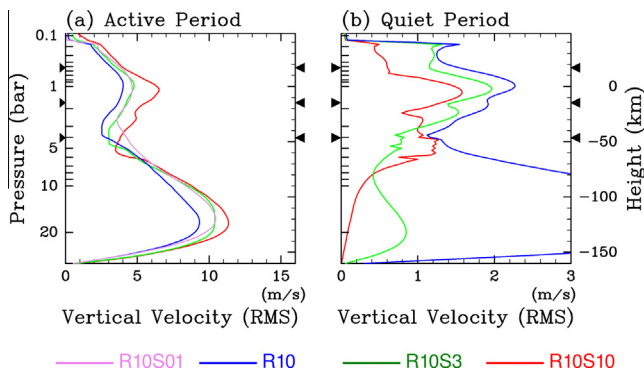 (a) Active Period
(b) Quiet Period
Pressure (bar)
0.1
1
5
10
20
0
5
10
15
(m/s)
Vertical Velocity (RMS)
0
1
2
3
(m/s)
Vertical Velocity (RMS)
0
-50
-100
-150
Height (km)
R10S01
R10
R10S3
R10S10